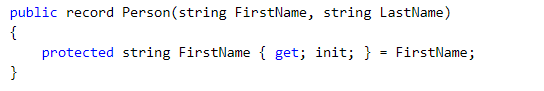 public record Person(string FirstName, string LastName)
{
    protected string FirstName { get; init; } = FirstName;
}